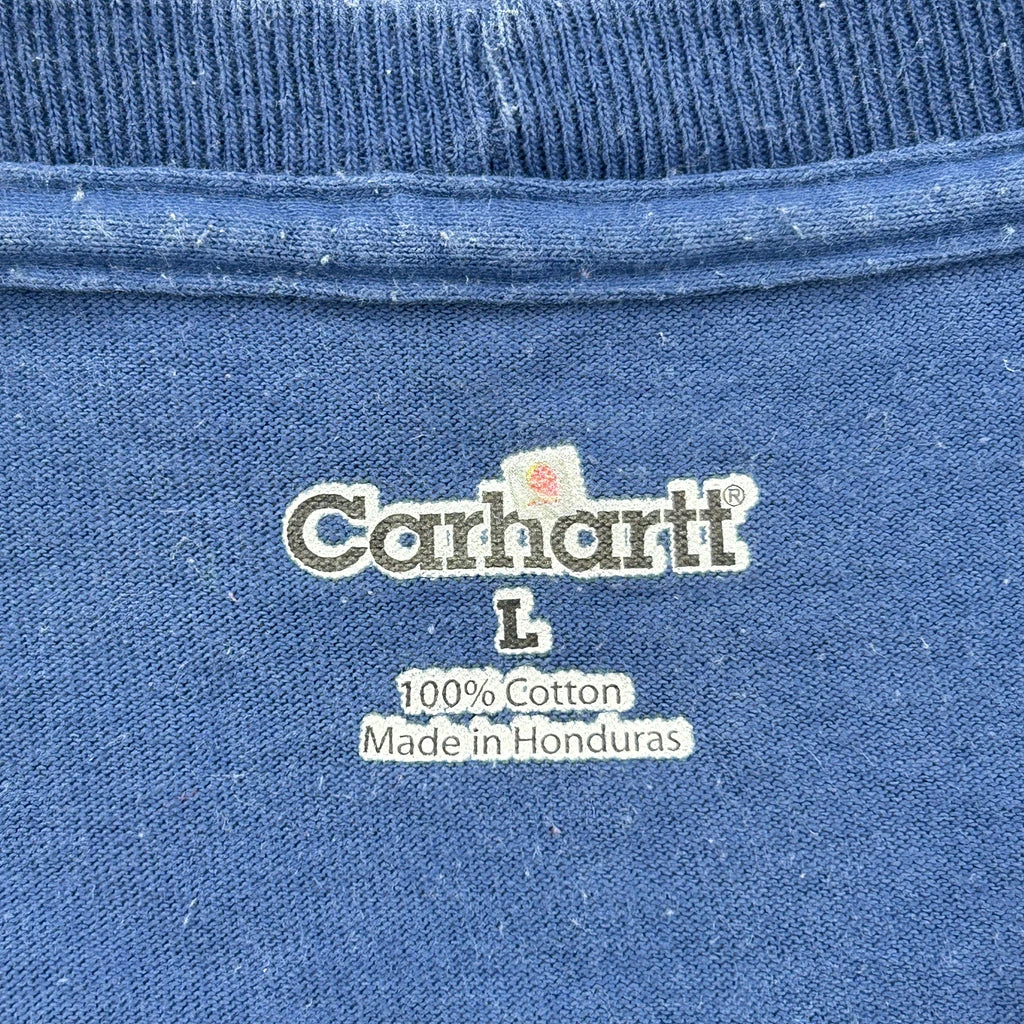 Carhartt®
L
100% Cotton
Made in Honduras